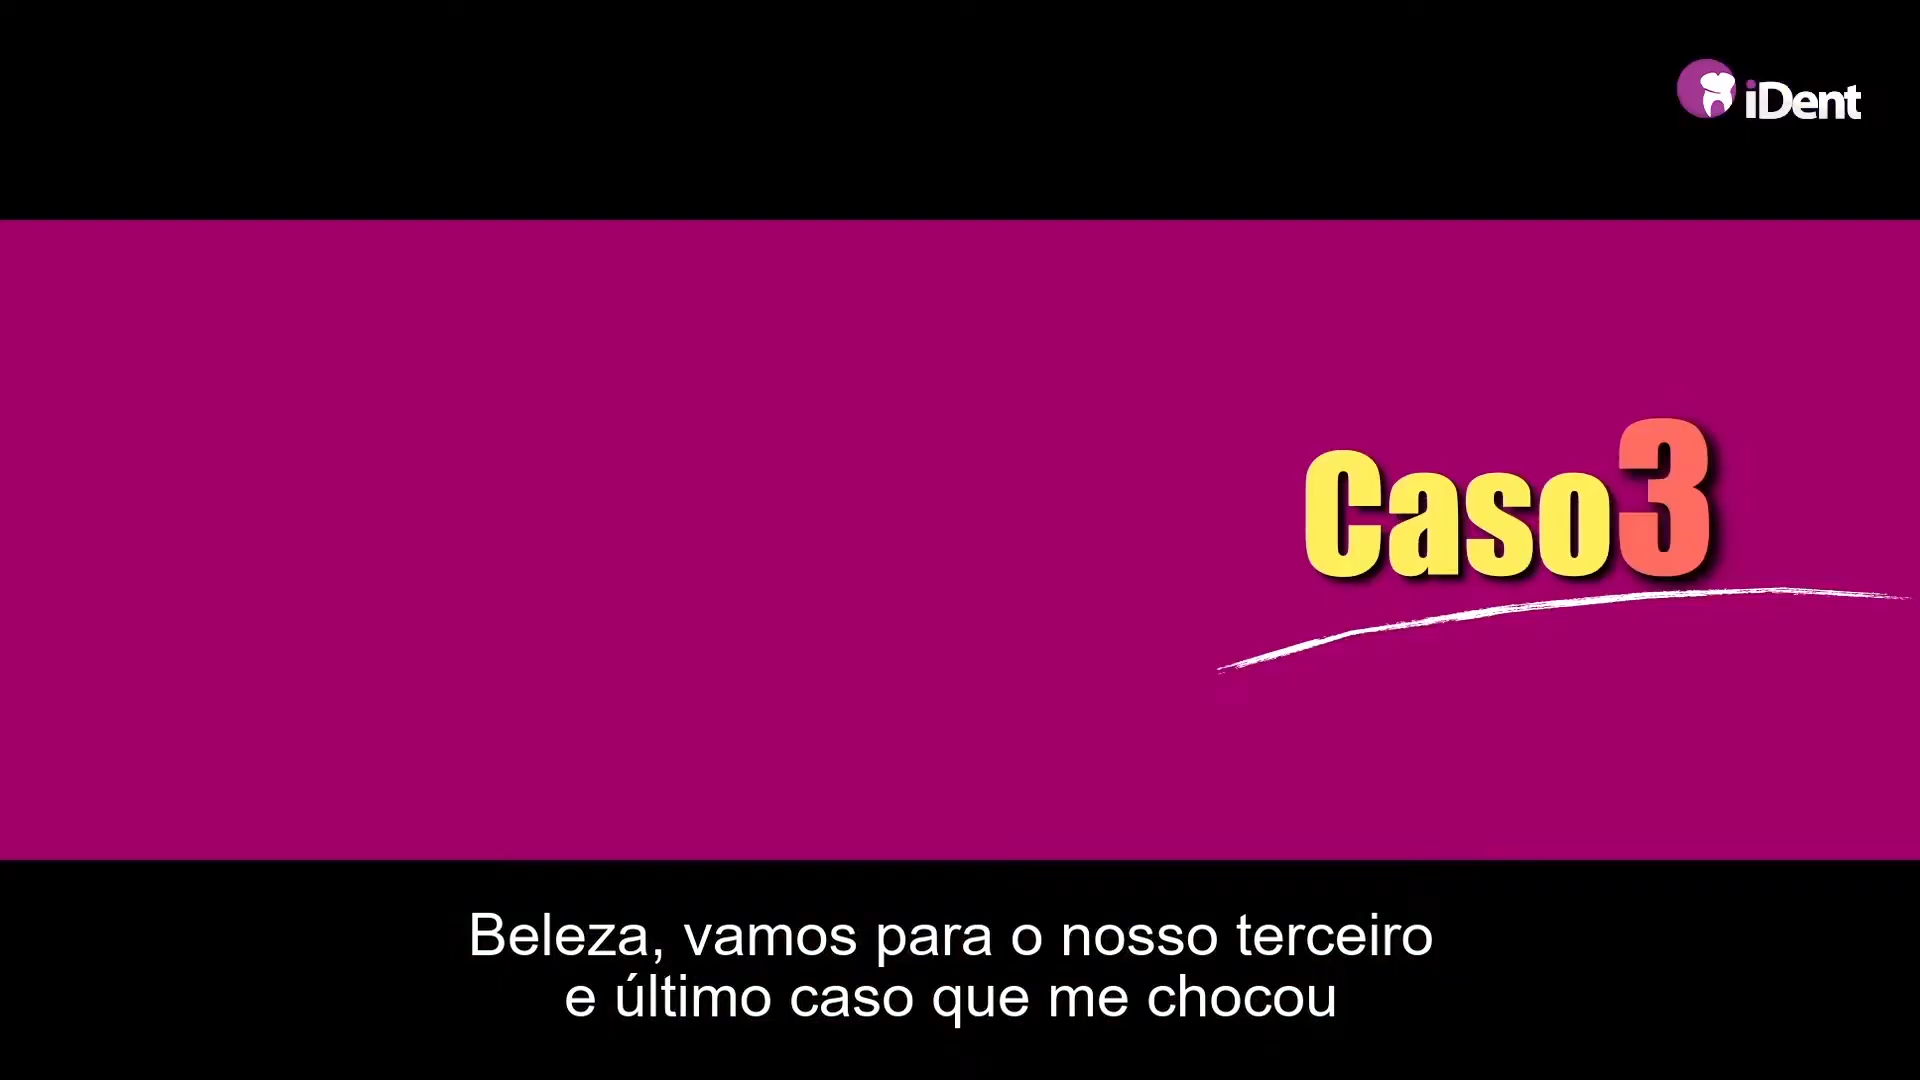 iDent
Caso3
Beleza, vamos para o nosso terceiro
e último caso que me chocou